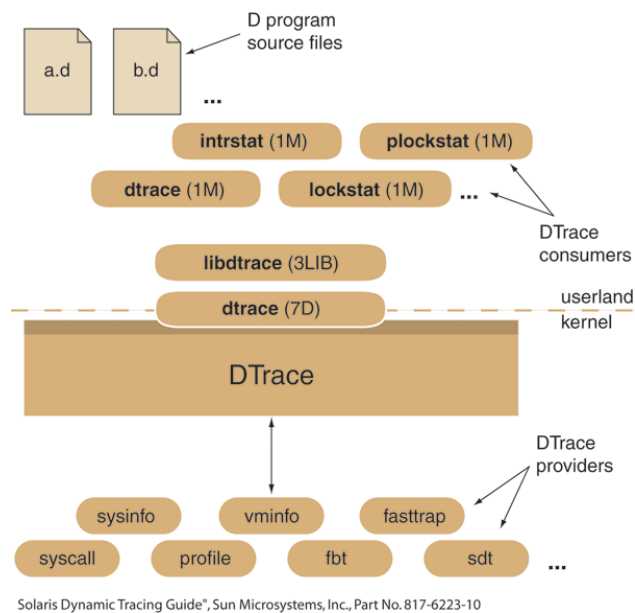 D program
source files
a.d
b.d
...
intrstat (1M)
plockstat (1M)
dtrace (1M)
lockstat (1M)
...
DTrace
consumers
libdtrace (3LIB)
dtrace (7D)
userland
kernel
DTrace
DTrace
providers
sysinfo
vminfo
fasttrap
syscall
profile
fbt
sdt
...
Solaris Dynamic Tracing Guide", Sun Microsystems, Inc., Part No. 817-6223-10